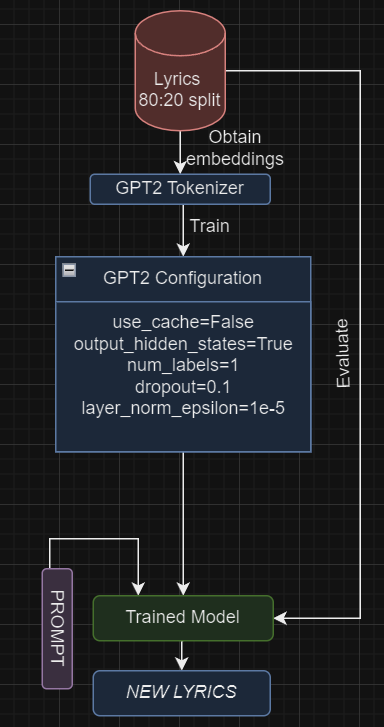 Lyrics
80:20 split
Obtain
embeddings
GPT2 Tokenizer
Train
GPT2 Configuration
use_cache=False
output_hidden_states=True
num_labels=1
dropout=0.1
layer_norm_epsilon=1e-5
Evaluate
PROMPT
Trained Model
NEW LYRICS